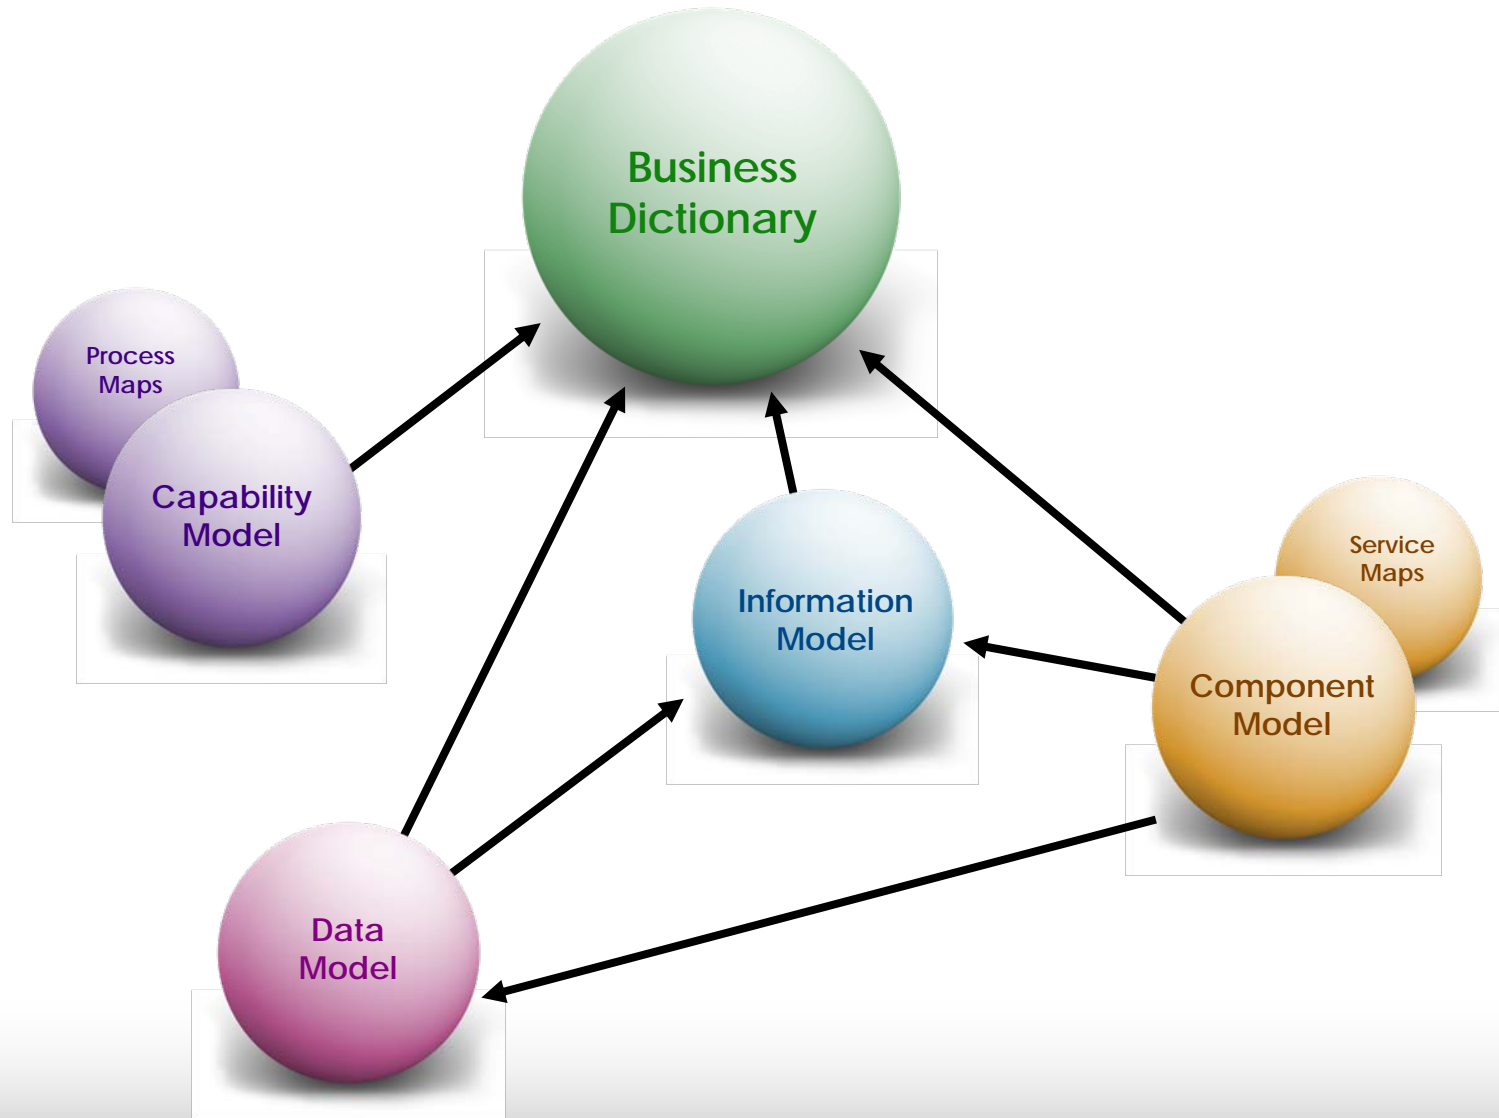 Business
Dictionary
Process
Maps
Capability
Model
Information
Model
Service
Maps
Component
Model
Data
Model